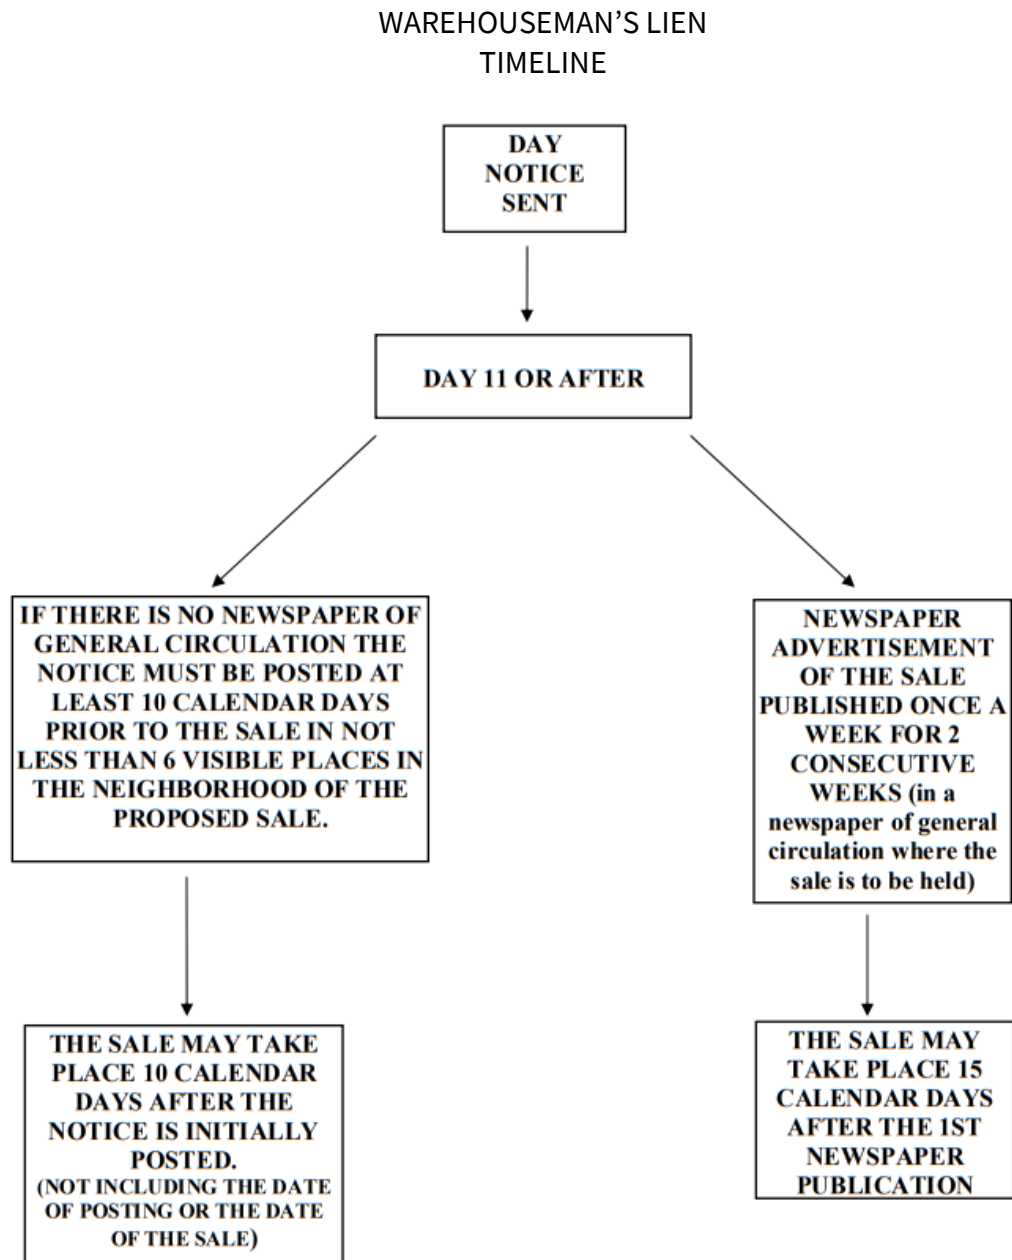 WAREHOUSEMAN’S LIEN
TIMELINE
DAY
NOTICE
SENT
DAY 11 OR AFTER
IF THERE IS NO NEWSPAPER OF
GENERAL CIRCULATION THE
NOTICE MUST BE POSTED AT
LEAST 10 CALENDAR DAYS
PRIOR TO THE SALE IN NOT
LESS THAN 6 VISIBLE PLACES IN
THE NEIGHBORHOOD OF THE
PROPOSED SALE.
NEWSPAPER
ADVERTISEMENT
OF THE SALE
PUBLISHED ONCE A
WEEK FOR 2
CONSECUTIVE
WEEKS (in a
newspaper of general
circulation where the
sale is to be held)
THE SALE MAY TAKE
PLACE 10 CALENDAR
DAYS AFTER THE
NOTICE IS INITIALLY
POSTED.
(NOT INCLUDING THE DATE
OF POSTING OR THE DATE
OF THE SALE)
THE SALE MAY
TAKE PLACE 15
CALENDAR DAYS
AFTER THE 1ST
NEWSPAPER
PUBLICATION